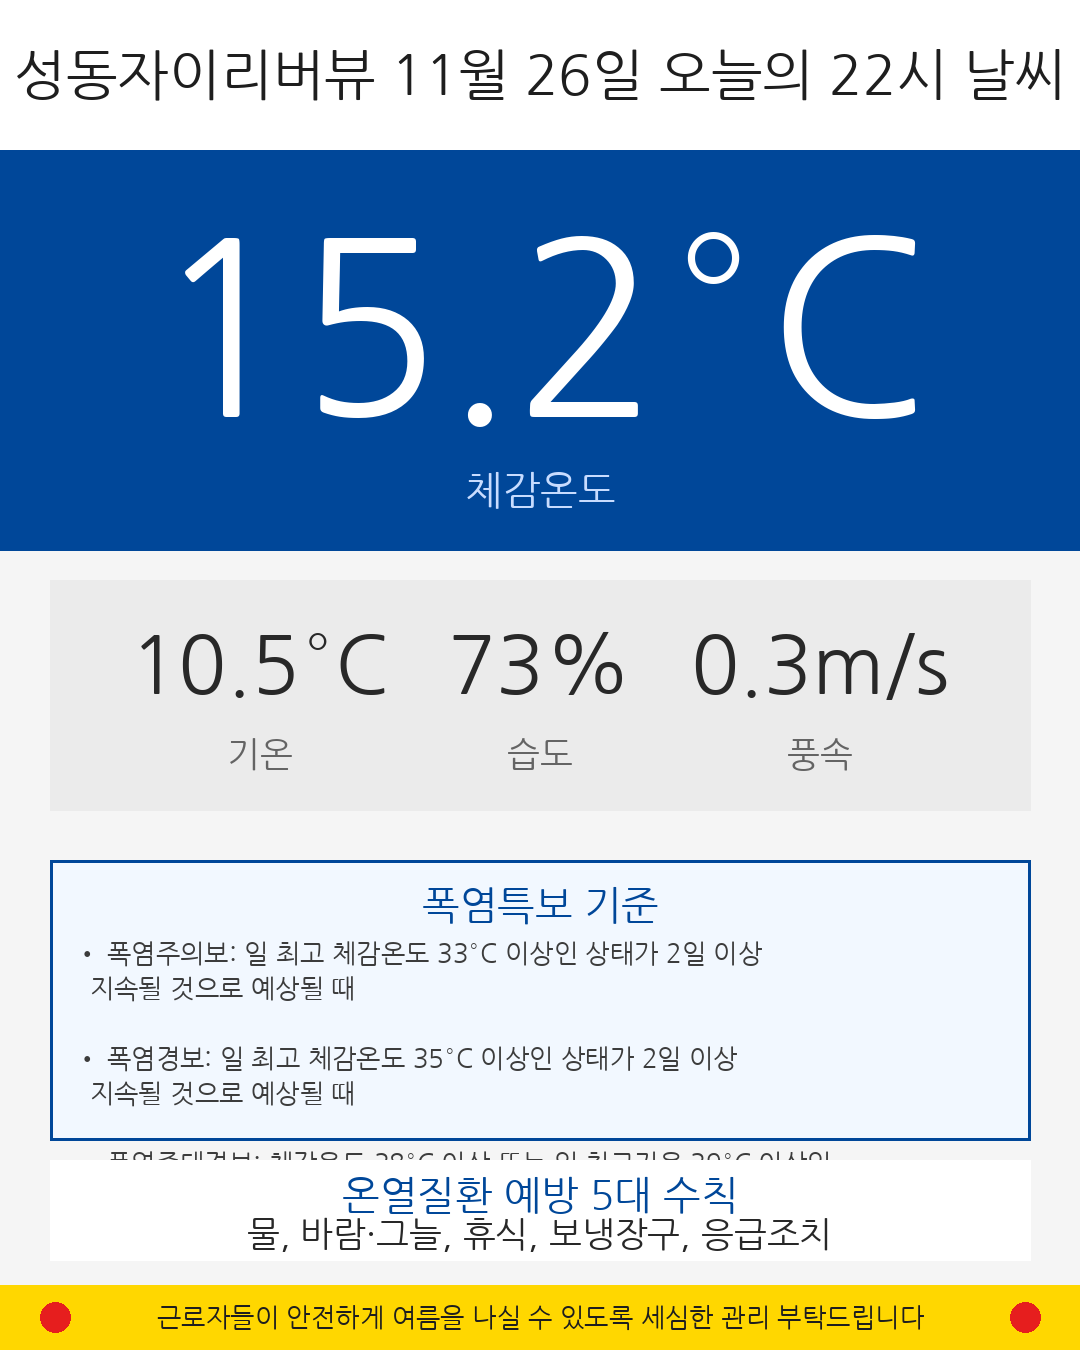 성동자이리버뷰 11월 26일 오늘의 22시 날씨
15.2°C
체감온도
10.5°C 73% 0.3m/s
기온 습도 풍속
폭염특보 기준
• 폭염주의보: 일 최고 체감온도 33°C 이상인 상태가 2일 이상
지속될 것으로 예상될 때
• 폭염경보: 일 최고 체감온도 35°C 이상인 상태가 2일 이상
지속될 것으로 예상될 때
온열질환 예방 5대 수칙
물, 바람·그늘, 휴식, 보냉장구, 응급조치
근로자들이 안전하게 여름을 나실 수 있도록 세심한 관리 부탁드립니다